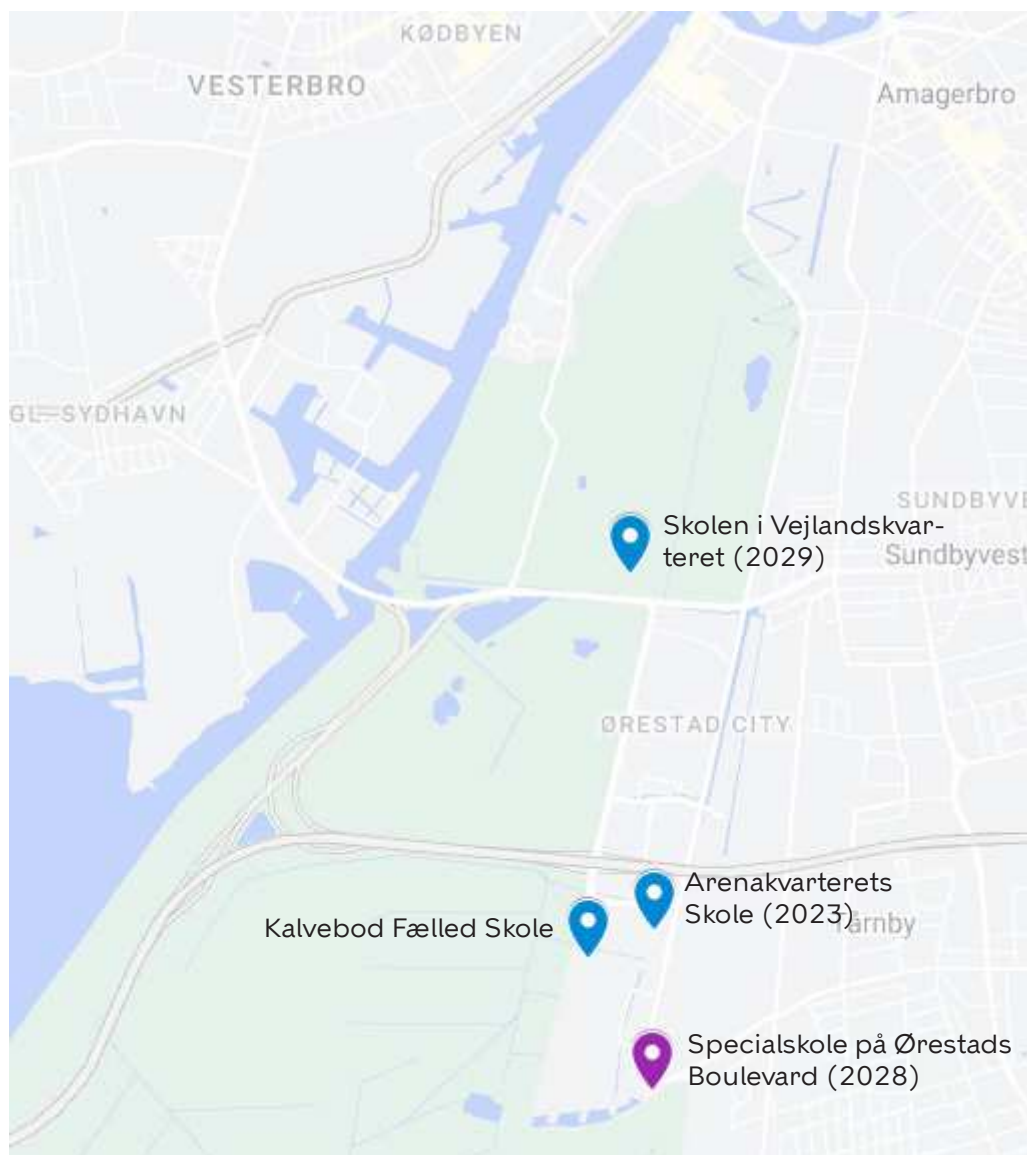 KØDBYEN
VESTERBRO
Amagerbro
GL
SYDHAVN
SUNDBYVE
Skolen i Vejlandskvar-
teret (2029)
Sundbyvest
ØRESTAD CITY
Arenakvarterets
Skole (2023)
Tårnby
Kalvebod Fælled Skole
Specialskole på Ørestads
Boulevard (2028)